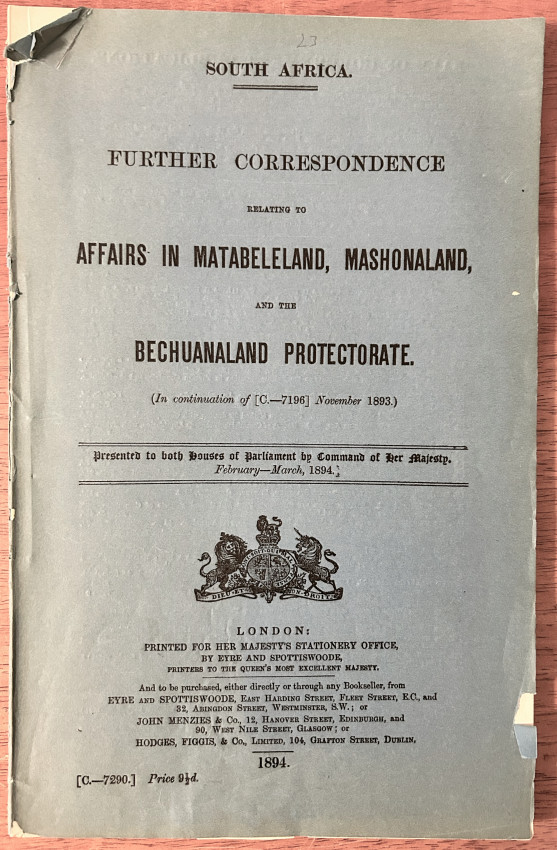 23
SOUTH AFRICA.
FURTHER CORRESPONDENCE
RELATING TO
AFFAIRS IN MATABELELAND, MASHONALAND,
AND THE
BECHUANALAND PROTECTORATE.
(In continuation of [C.—7196] November 1893.)
Presented to both Houses of Parliament by Command of Her Majesty.
February—March, 1894.
DIEU ET MON DROIT
LONDON:
PRINTED FOR HER MAJESTY'S STATIONERY OFFICE,
BY EYRE AND SPOTTISWOODE,
PRINTERS TO THE QUEEN'S MOST EXCELLENT MAJESTY.
And to be purchased, either directly or through any Bookseller, from
EYRE AND SPOTTISWOODE, EAST HARDING STREET, FLEET STREET, E.C., and
32, ABINGDON STREET, WESTMINSTER, S.W.; or
JOHN MENZIES & Co., 12, HANOVER STREET, EDINBURGH, and
90, WEST NILE STREET, GLASGOW; or
HODGES, FIGGIS, & Co., LIMITED, 104, GRAFTON STREET, DUBLIN.
1894.
[C.—7290.] Price 9½d.